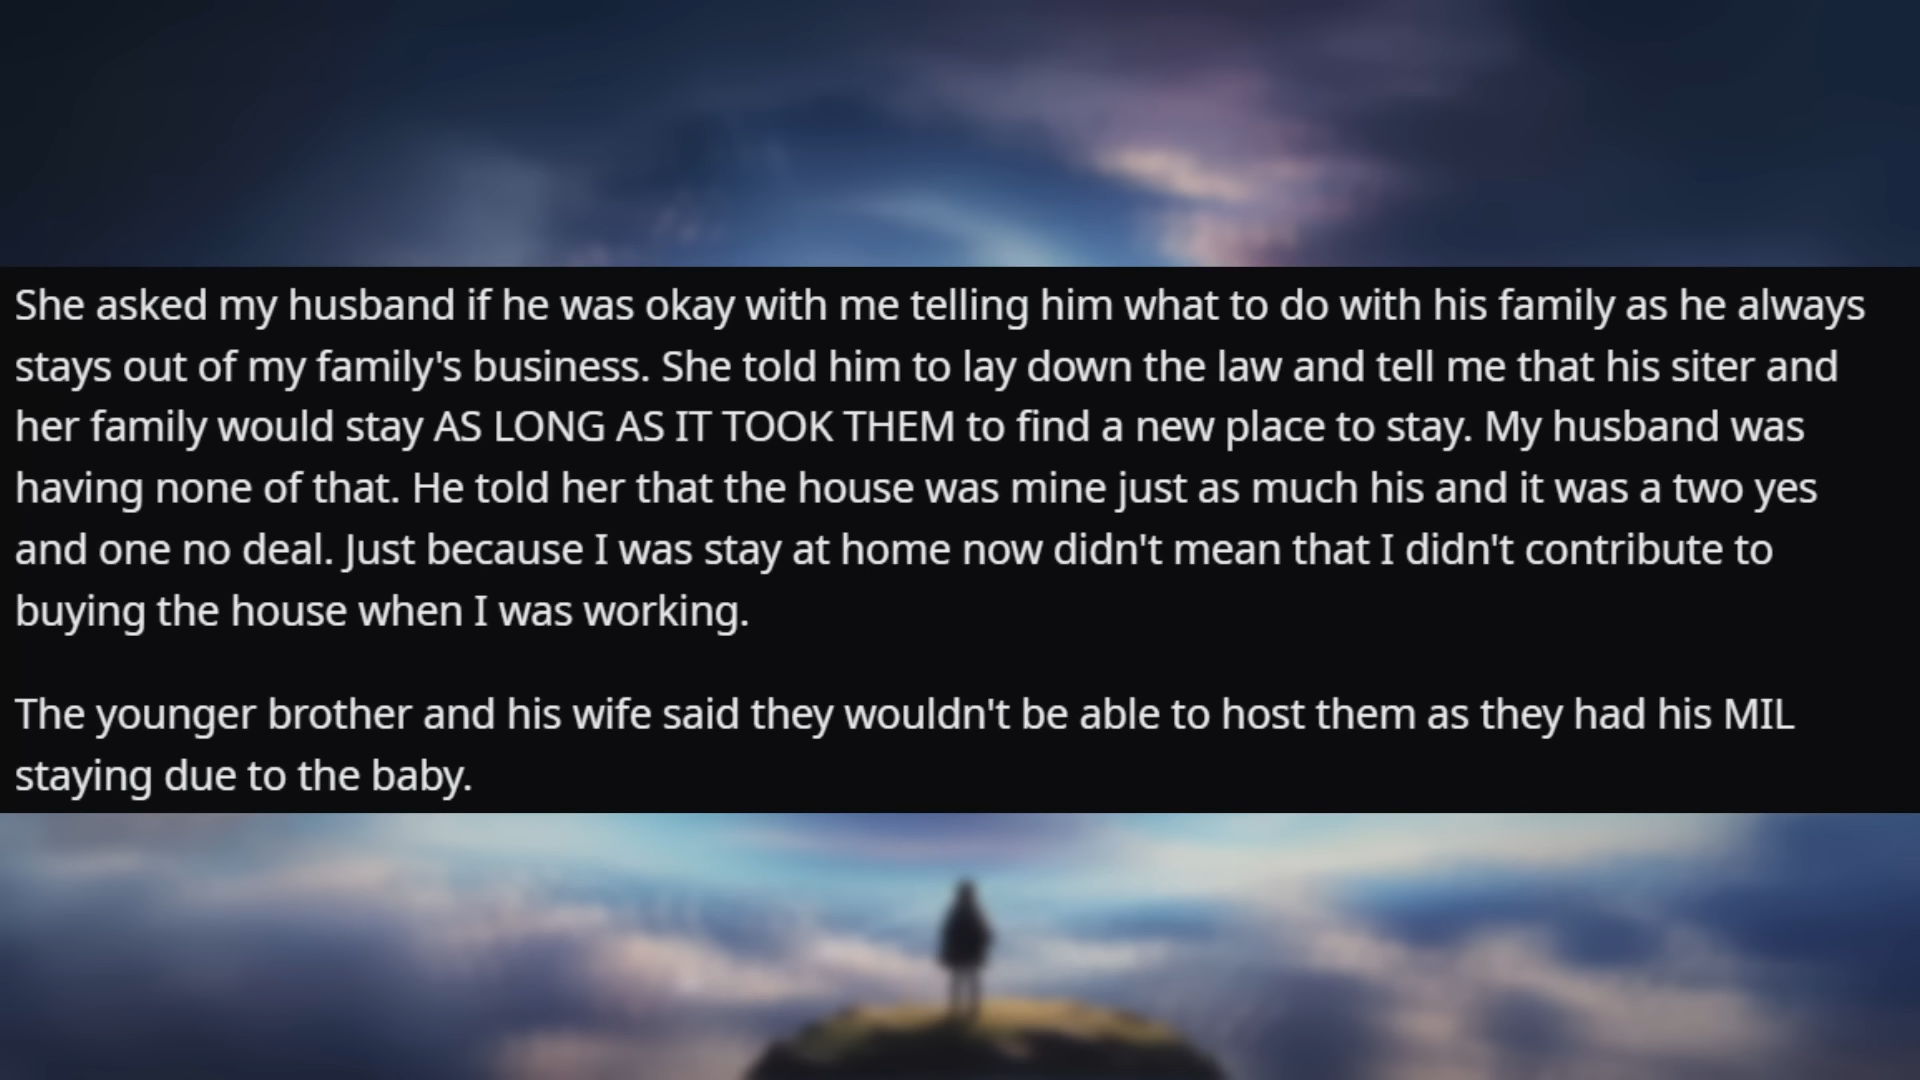 She asked my husband if he was okay with me telling him what to do with his family as he always
stays out of my family's business. She told him to lay down the law and tell me that his siter and
her family would stay AS LONG AS IT TOOK THEM to find a new place to stay. My husband was
having none of that. He told her that the house was mine just as much his and it was a two yes
and one no deal. Just because I was stay at home now didn't mean that I didn't contribute to
buying the house when I was working.
The younger brother and his wife said they wouldn't be able to host them as they had his MIL
staying due to the baby.